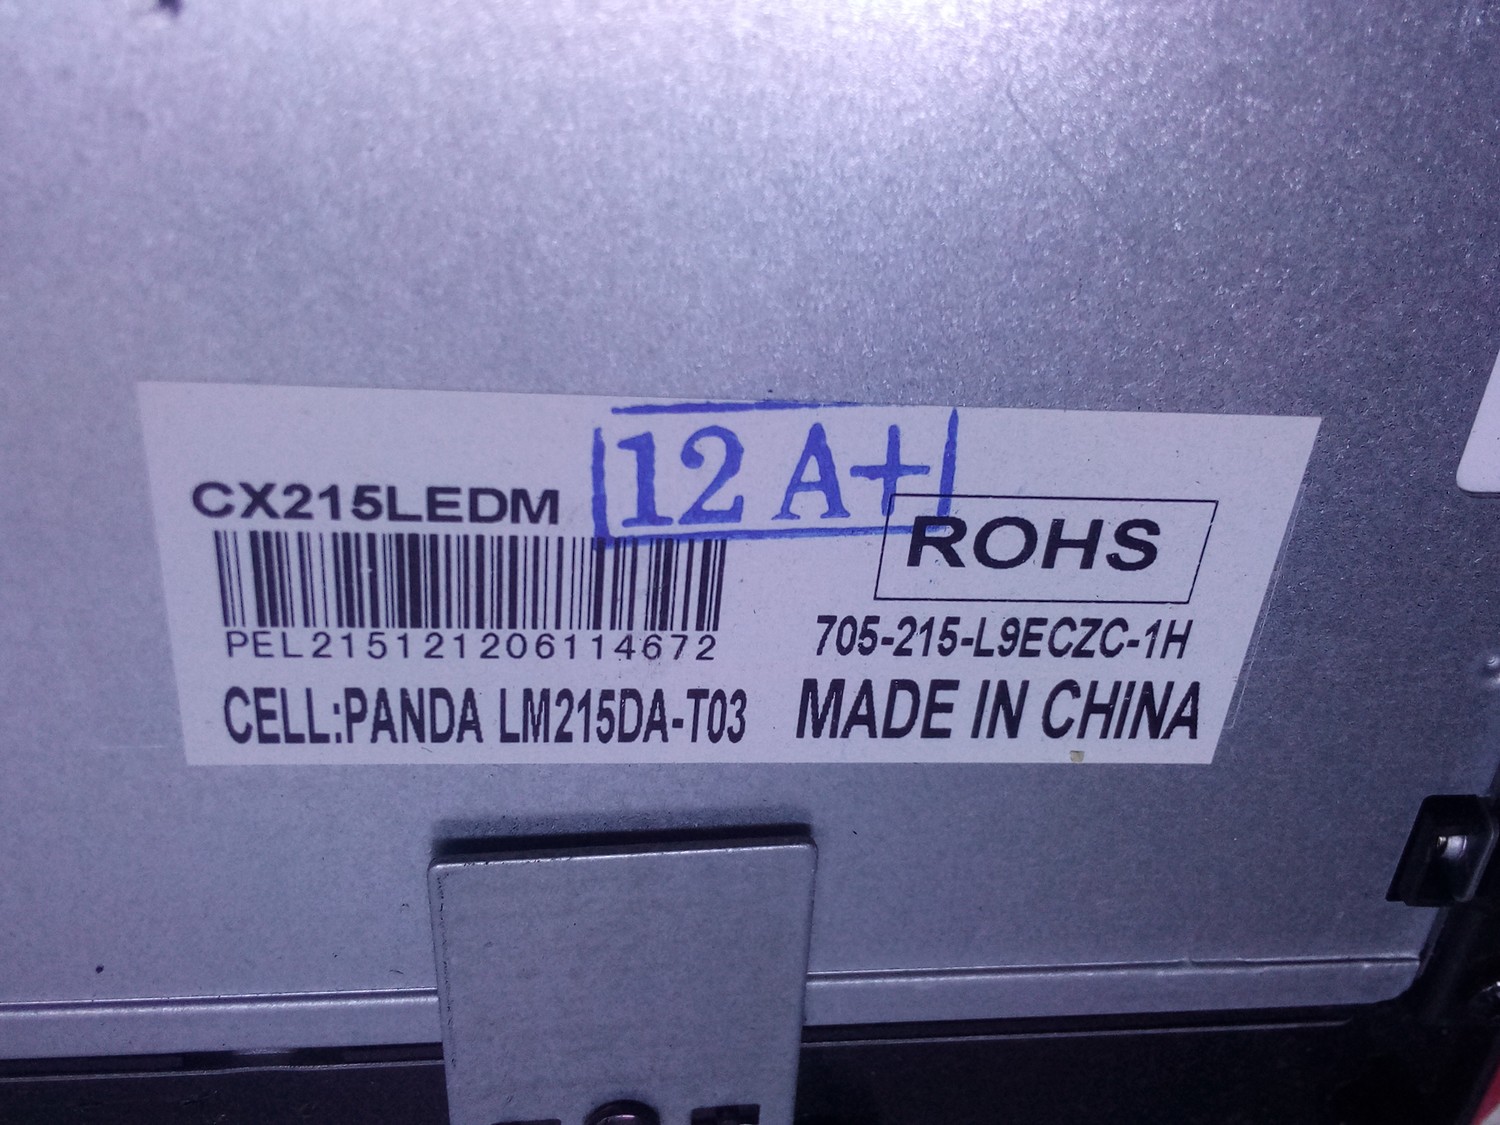 12 A+
CX215LEDM
ROHS
PEL215121206114672
705-215-L9ECZC-1H
CELL:PANDA LM215DA-T03
MADE IN CHINA